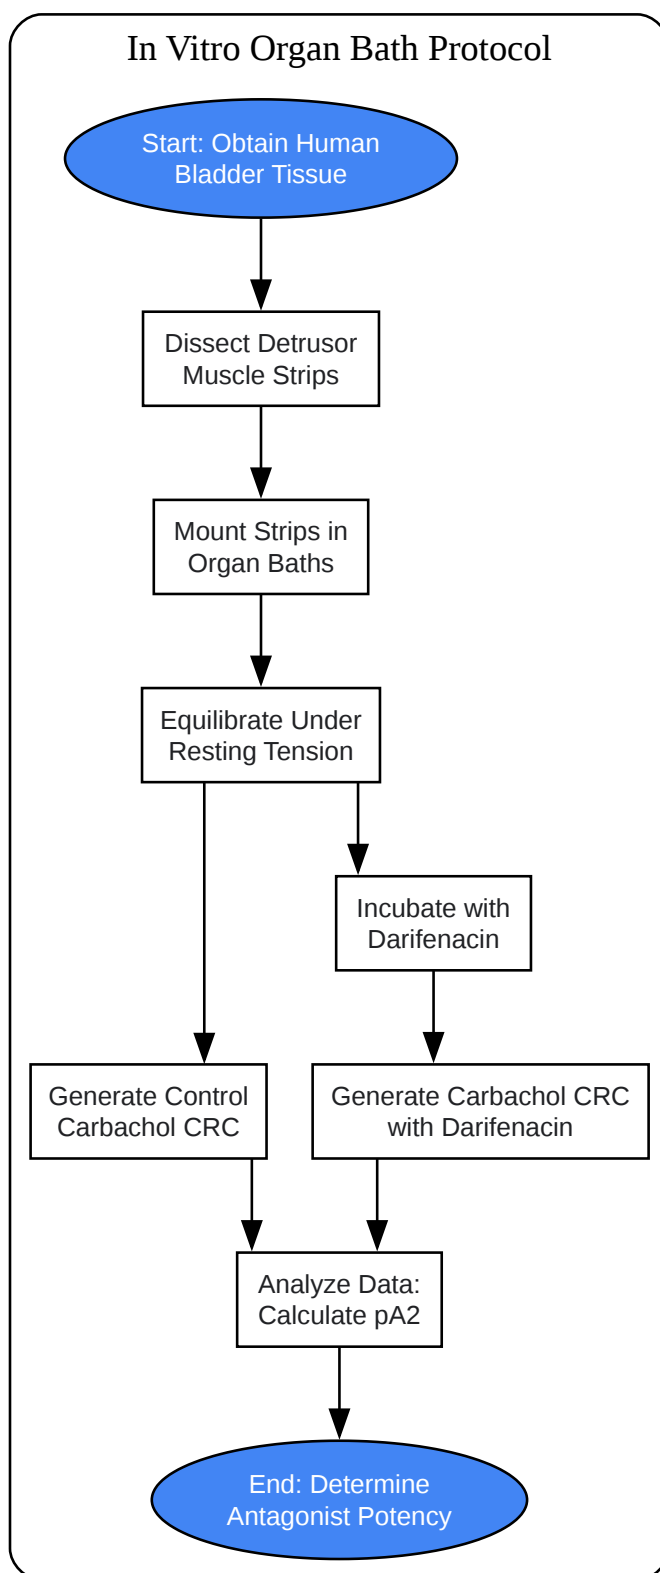 In Vitro Organ Bath Protocol
Start: Obtain Human
Bladder Tissue
Dissect Detrusor
Muscle Strips
Mount Strips in
Organ Baths
Equilibrate Under
Resting Tension
Incubate with
Darifenacin
Generate Control
Carbachol CRC
Generate Carbachol CRC
with Darifenacin
Analyze Data:
Calculate pA2
End: Determine
Antagonist Potency